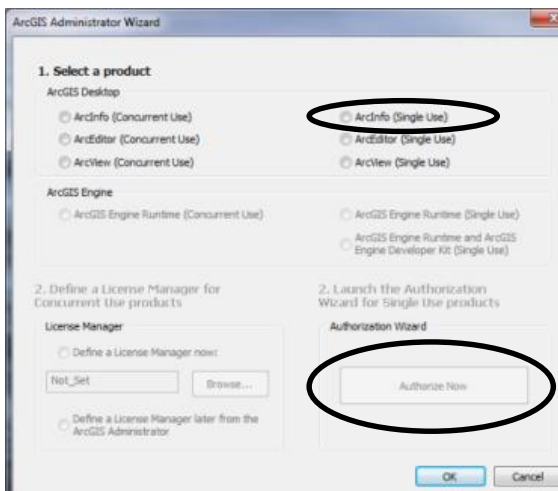 ArcGIS Administrator Wizard
1. Select a product
ArcGIS Desktop
ArcInfo (Concurrent Use)
ArcInfo (Single Use)
ArcEditor (Concurrent Use)
ArcEditor (Single Use)
ArcView (Concurrent Use)
ArcView (Single Use)
ArcGIS Engine
ArcGIS Engine Runtime (Concurrent Use)
ArcGIS Engine Runtime (Single Use)
ArcGIS Engine Runtime and ArcGIS
Engine Developer Kit (Single Use)
2. Define a License Manager for
Concurrent Use products
2. Launch the Authorization
Wizard for Single Use products
License Manager
Authorization Wizard
Define a License Manager now:
Not_Set
Browse...
Authorize Now
Define a License Manager later from the
ArcGIS Administrator
OK
Cancel